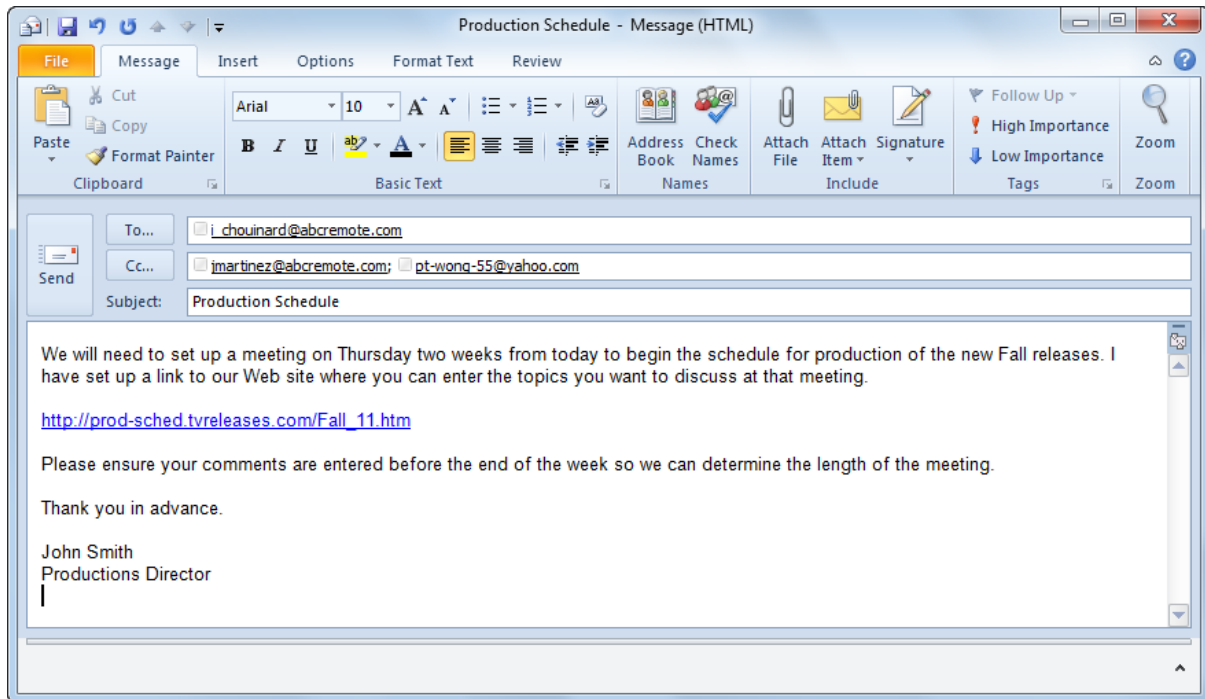 Production Schedule - Message (HTML)
File Message Insert Options Format Text Review
Paste
Cut
Copy
Format Painter
Clipboard
Arial 10
B I U
Basic Text
Address Book
Check Names
Names
Attach File
Attach Item
Signature
Include
Follow Up
High Importance
Low Importance
Tags
Zoom
Zoom
Send
To... i_chouinard@abcremote.com
Cc... jmartinez@abcremote.com; pt-wong-55@yahoo.com
Subject: Production Schedule
We will need to set up a meeting on Thursday two weeks from today to begin the schedule for production of the new Fall releases. I
have set up a link to our Web site where you can enter the topics you want to discuss at that meeting.
http://prod-sched.tvreleases.com/Fall_11.htm
Please ensure your comments are entered before the end of the week so we can determine the length of the meeting.
Thank you in advance.
John Smith
Productions Director